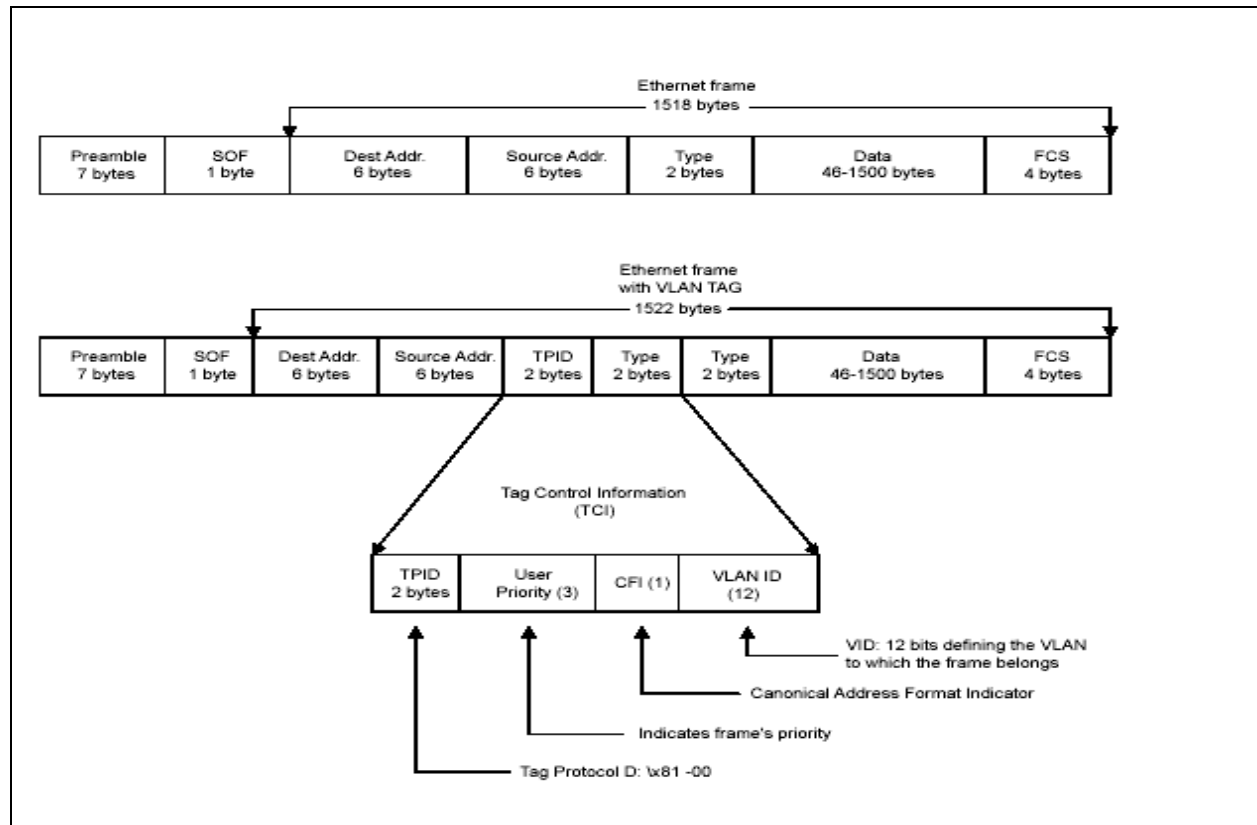 Ethernet frame
1518 bytes
Preamble
7 bytes
SOF
1 byte
Dest Addr.
6 bytes
Source Addr.
6 bytes
Type
2 bytes
Data
46-1500 bytes
FCS
4 bytes
Ethernet frame
with VLAN TAG
1522 bytes
Preamble
7 bytes
SOF
1 byte
Dest Addr.
6 bytes
Source Addr.
6 bytes
TPID
2 bytes
Type
2 bytes
Type
2 bytes
Data
46-1500 bytes
FCS
4 bytes
Tag Control Information
(TCI)
TPID
2 bytes
User
Priority (3)
CFI (1)
VLAN ID
(12)
VID: 12 bits defining the VLAN
to which the frame belongs
Canonical Address Format Indicator
Indicates frame's priority
Tag Protocol D: \x81 -00